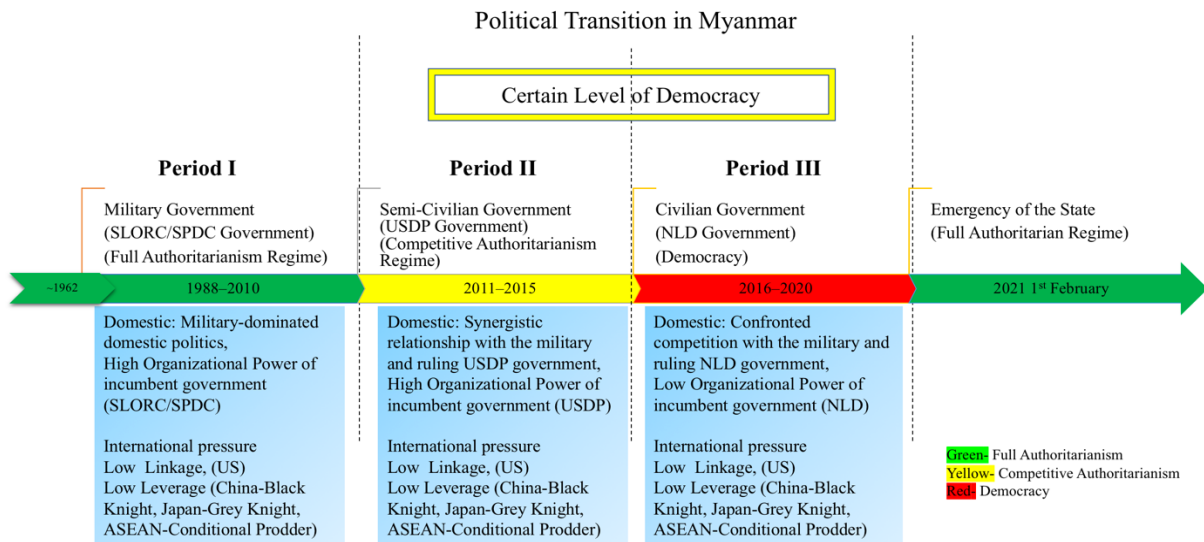 Political Transition in Myanmar
Certain Level of Democracy
Period I
Period II
Period III
Military Government
(SLORC/SPDC Government)
(Full Authoritarianism Regime)
Semi-Civilian Government
(USDP Government)
(Competitive Authoritarianism
Regime)
Civilian Government
(NLD Government)
(Democracy)
Emergency of the State
(Full Authoritarian Regime)
~1962
1988–2010
2011–2015
2016–2020
2021 1st February
Domestic: Military-dominated
domestic politics,
High Organizational Power of
incumbent government
(SLORC/SPDC)
International pressure
Low Linkage, (US)
Low Leverage (China-Black
Knight, Japan-Grey Knight,
ASEAN-Conditional Prodder)
Domestic: Synergistic
relationship with the military
and ruling USDP government,
High Organizational Power of
incumbent government (USDP)
International pressure
Low Linkage, (US)
Low Leverage (China-Black
Knight, Japan-Grey Knight,
ASEAN-Conditional Prodder)
Domestic: Confronted
competition with the military and
ruling NLD government,
Low Organizational Power of
incumbent government (NLD)
International pressure
Low Linkage, (US)
Low Leverage (China-Black
Knight, Japan-Grey Knight,
ASEAN-Conditional Prodder)
Green- Full Authoritarianism
Yellow- Competitive Authoritarianism
Red- Democracy